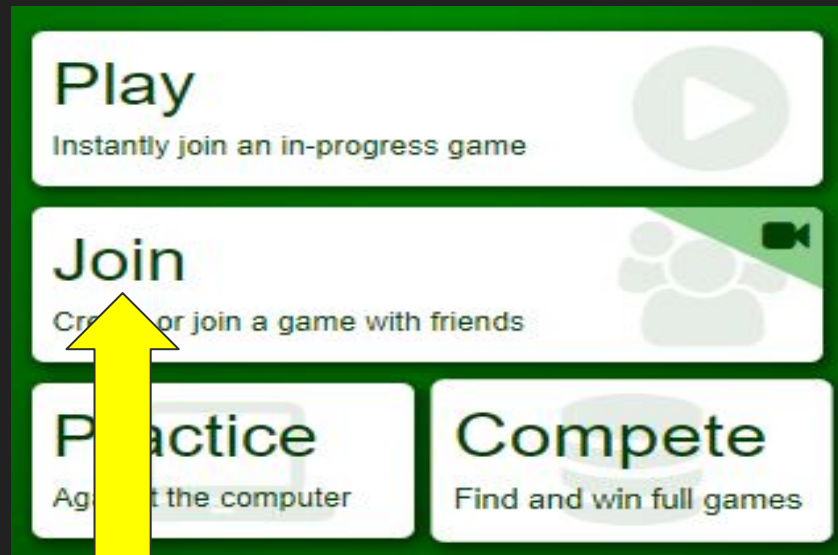 Play
Instantly join an in-progress game
Join
or join a game with friends
Compete
the computer
Find and win full games